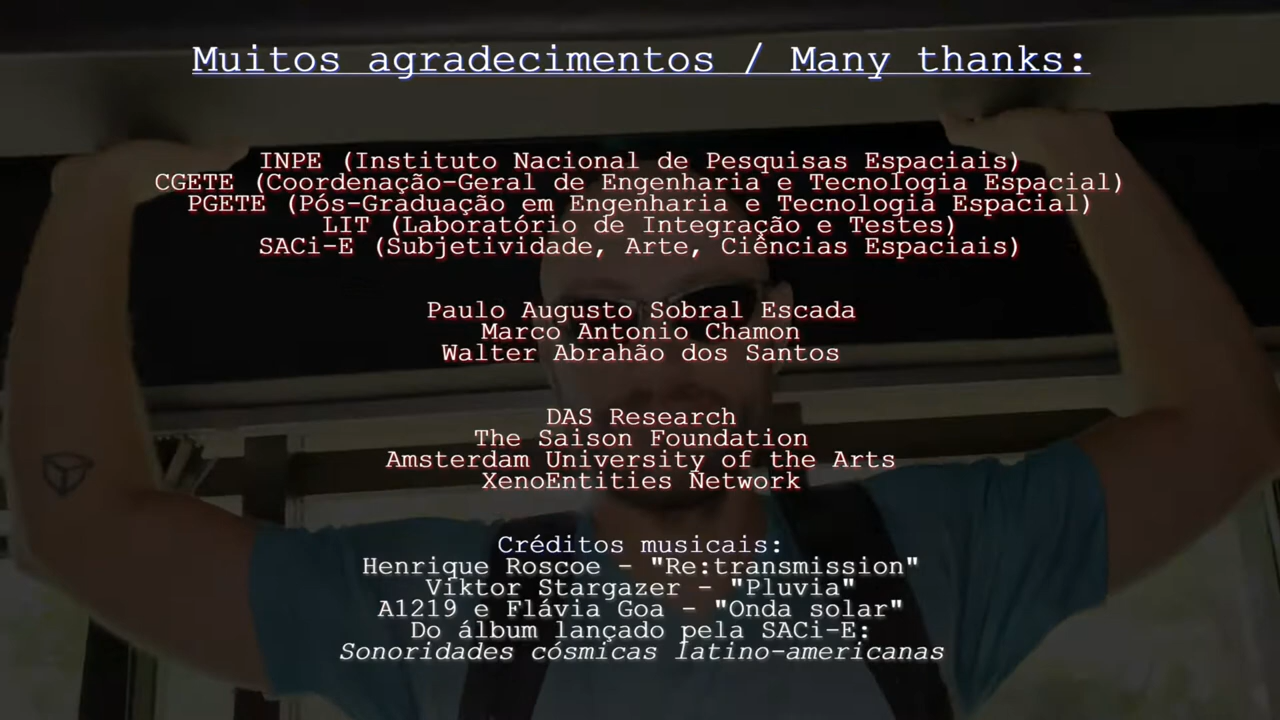 Muitos agradecimentos / Many thanks:
INPE (Instituto Nacional de Pesquisas Espaciais)
CGETE (Coordenação-Geral de Engenharia e Tecnologia Espacial)
PGETE (Pós-Graduação em Engenharia e Tecnologia Espacial)
LIT (Laboratório de Integração e Testes)
SACi-E (Subjetividade, Arte, Ciências Espaciais)
Paulo Augusto Sobral Escada
Marco Antonio Chamon
Walter Abrahão dos Santos
DAS Research
The Saison Foundation
Amsterdam University of the Arts
XenoEntities Network
Créditos musicais:
Henrique Roscoe - "Re:transmission"
Viktor Stargazer - "Pluvia"
A1219 e Flávia Goa - "Onda solar"
Do álbum lançado pela SACi-E:
Sonoridades cósmicas latino-americanas